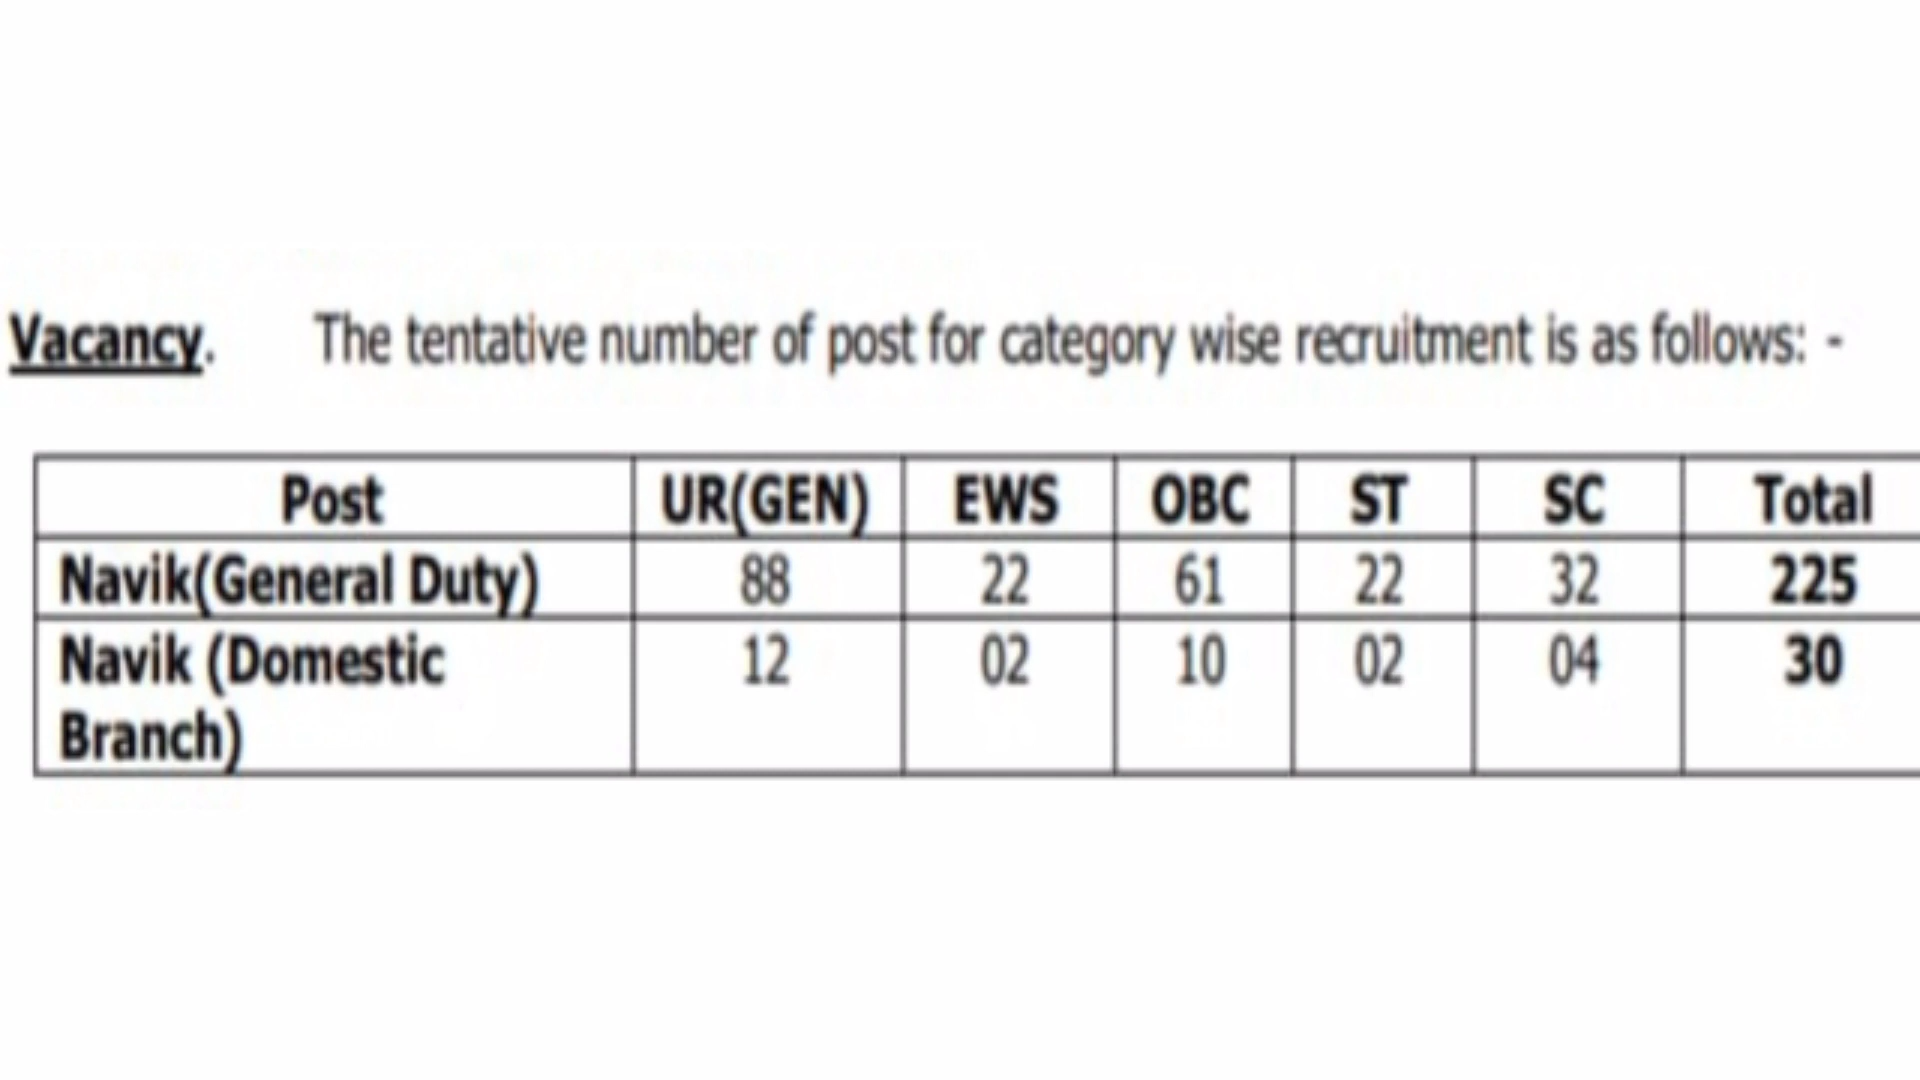 Vacancy. The tentative number of post for category wise recruitment is as follows: -
Post UR(GEN) EWS OBC ST SC Total
Navik(General Duty) 88 22 61 22 32 225
Navik (Domestic 12 02 10 02 04 30
Branch)